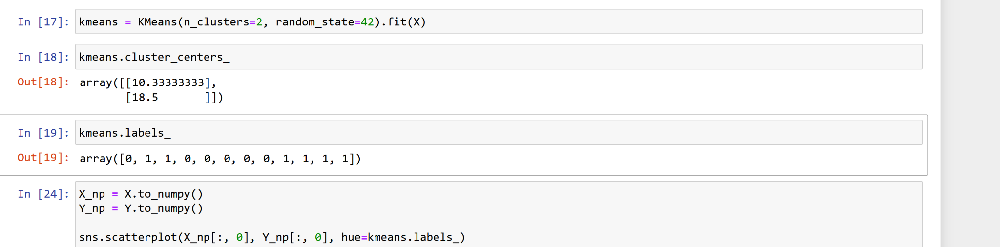 In [17]: kmeans = KMeans(n_clusters=2, random_state=42).fit(X)
In [18]: kmeans.cluster_centers_
Out[18]: array([[10.33333333],
       [18.5       ]])
In [19]: kmeans.labels_
Out[19]: array([0, 1, 1, 0, 0, 0, 0, 0, 1, 1, 1, 1])
In [24]: X_np = X.to_numpy()
Y_np = Y.to_numpy()
sns.scatterplot(X_np[:, 0], Y_np[:, 0], hue=kmeans.labels_)